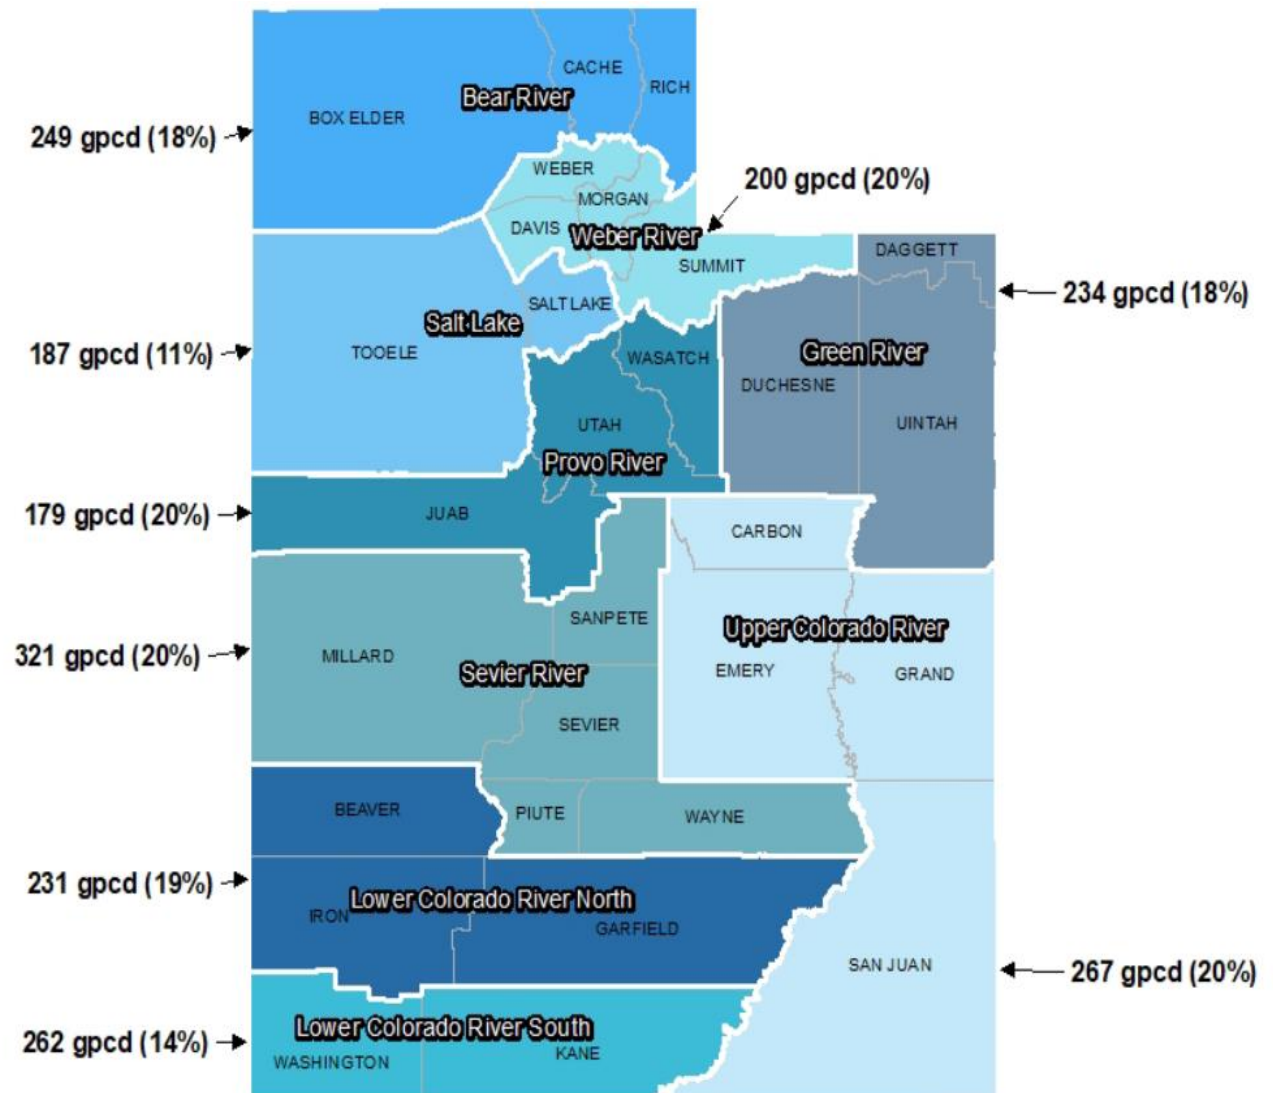 CACHE
RICH
Bear River
BOX ELDER
249 gpcd (18%)
WEBER
200 gpcd (20%)
MORGAN
DAVIS
Weber River
DAGGETT
SUMMIT
234 gpcd (18%)
SALT LAKE
Salt Lake
TOOELE
187 gpcd (11%)
WASATCH
Green River
DUCHESNE
UTAH
UINTAH
Provo River
179 gpcd (20%)
JUAB
CARBON
SANPETE
Upper Colorado River
321 gpcd (20%)
MILLARD
Sevier River
EMERY
GRAND
SEVIER
BEAVER
PIUTE
WAYNE
231 gpcd (19%)
Lower Colorado River North
IRON
GARFIELD
SAN JUAN
267 gpcd (20%)
Lower Colorado River South
262 gpcd (14%)
WASHINGTON
KANE